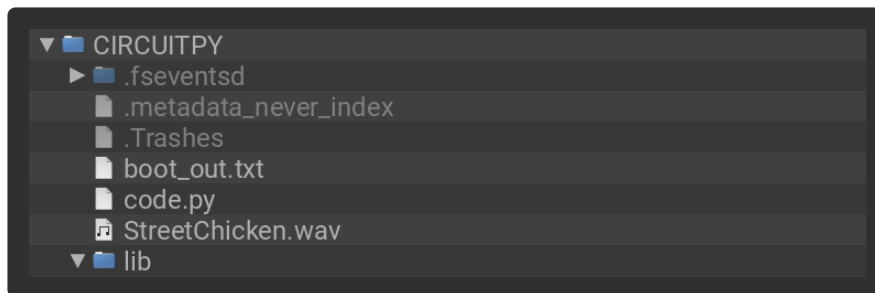 CIRCUITPY
.fseventsd
.metadata_never_index
.Trashes
boot_out.txt
code.py
StreetChicken.wav
lib